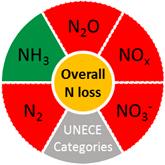 N₂O
NH₃
NOₓ
Overall
N loss
N₂
NO₃⁻
UNECE
Categories